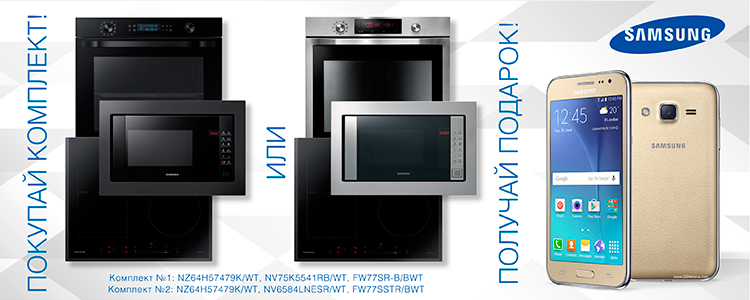 ПОКУПАЙ КОМПЛЕКТ!
ИЛИ
ПОЛУЧАЙ ПОДАРОК!
SAMSUNG
SAMSUNG
12:45
SAMSUNG
Комплект №1: NZ64H57479K/WT, NV75K5541RB/WT, FW77SR-B/BWT
Комплект №2: NZ64H57479K/WT, NV6584LNESR/WT, FW77SSTR/BWT